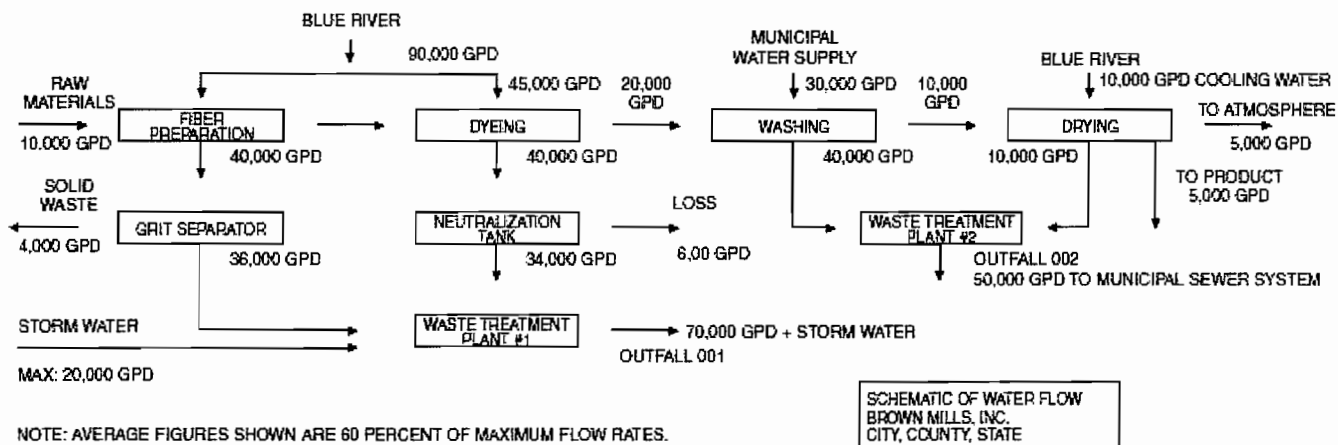 BLUE RIVER
90,000 GPD
RAW
MATERIALS
10.000 GPD
FIBER
PREPARATION
45,000 GPD
DYEING
20,000
GPD
MUNICIPAL
WATER SUPPLY
30,000 GPD
WASHING
10,000
GPD
BLUE RIVER
10,000 GPD COOLING WATER
DRYING
TO ATMOSPHERE
5,000 GPD
40,000 GPD
40,000 GPD
40,000 GPD
10,000 GPD
TO PRODUCT
5,000 GPD
SOLID
WASTE
4,000 GPD
GRIT SEPARATOR
36,000 GPD
NEUTRALIZATION
TANK
34,000 GPD
LOSS
6,00 GPD
WASTE TREATMENT
PLANT #2
OUTFALL 002
50,000 GPD TO MUNICIPAL SEWER SYSTEM
STORM WATER
MAX: 20,000 GPD
WASTE TREATMENT
PLANT #1
70,000 GPD + STORM WATER
OUTFALL 001
NOTE: AVERAGE FIGURES SHOWN ARE 60 PERCENT OF MAXIMUM FLOW RATES.
SCHEMATIC OF WATER FLOW
BROWN MILLS, INC.
CITY, COUNTY, STATE